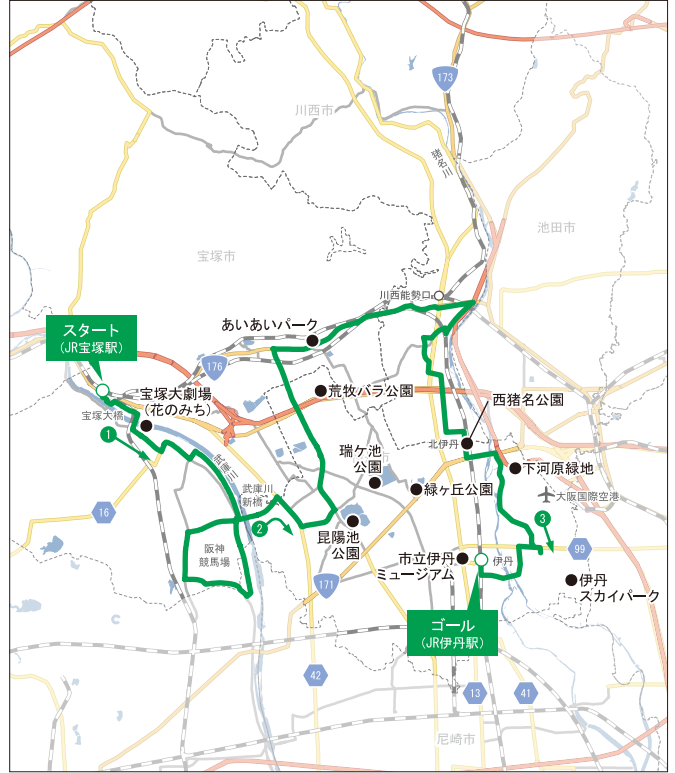 173
川西市
猪名川
池田市
宝塚市
川西能勢口
スタート
(JR宝塚駅)
あいあいパーク
176
宝塚大劇場
(花のみち)
荒牧バラ公園
西猪名公園
宝塚大橋
1
北伊丹
瑞ケ池
公園
市
下河原緑地
武庫川
武庫川
新橋
緑ヶ丘公園
大阪国際空港
16
2
昆陽池
公園
3
99
阪神
競馬場
市立伊丹
ミュージアム
伊丹
伊丹
スカイパーク
171
ゴール
(JR伊丹駅)
42
13
41
尼崎市